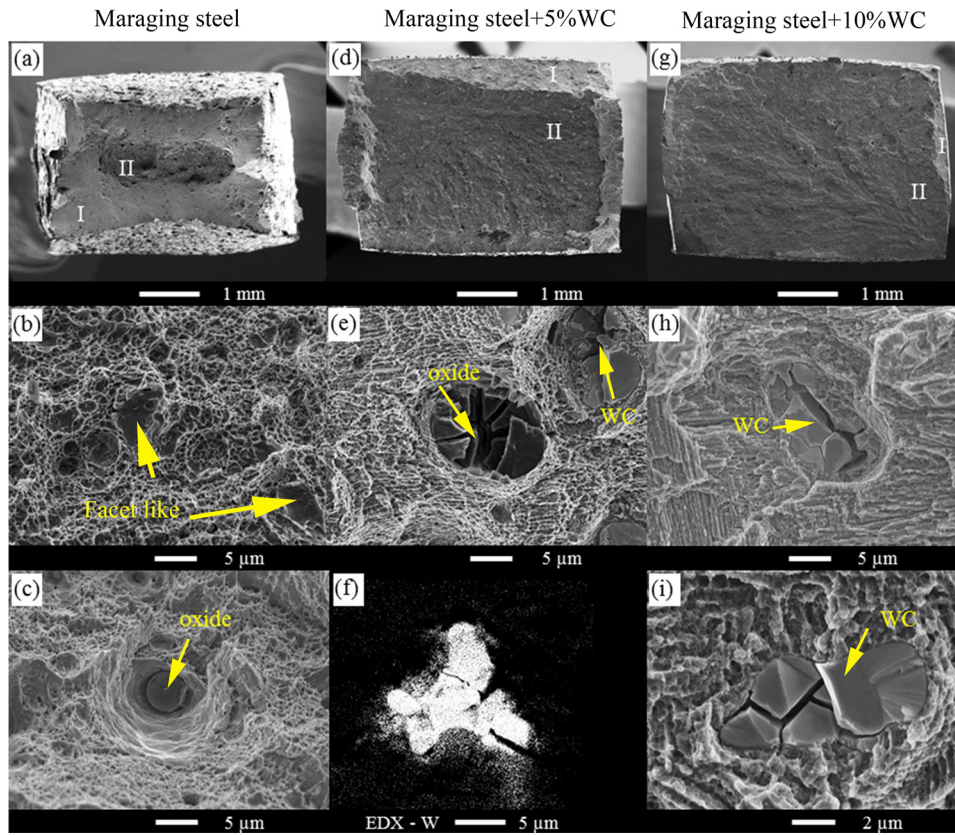 Maraging steel
Maraging steel+5%WC
Maraging steel+10%WC
(a)
II
I
1 mm
(d)
I
II
1 mm
(g)
I
II
1 mm
(b)
Facet like
5 µm
(e)
oxide
WC
5 µm
(h)
WC
5 µm
(c)
oxide
5 µm
(f)
EDX - W
5 µm
(i)
WC
2 µm